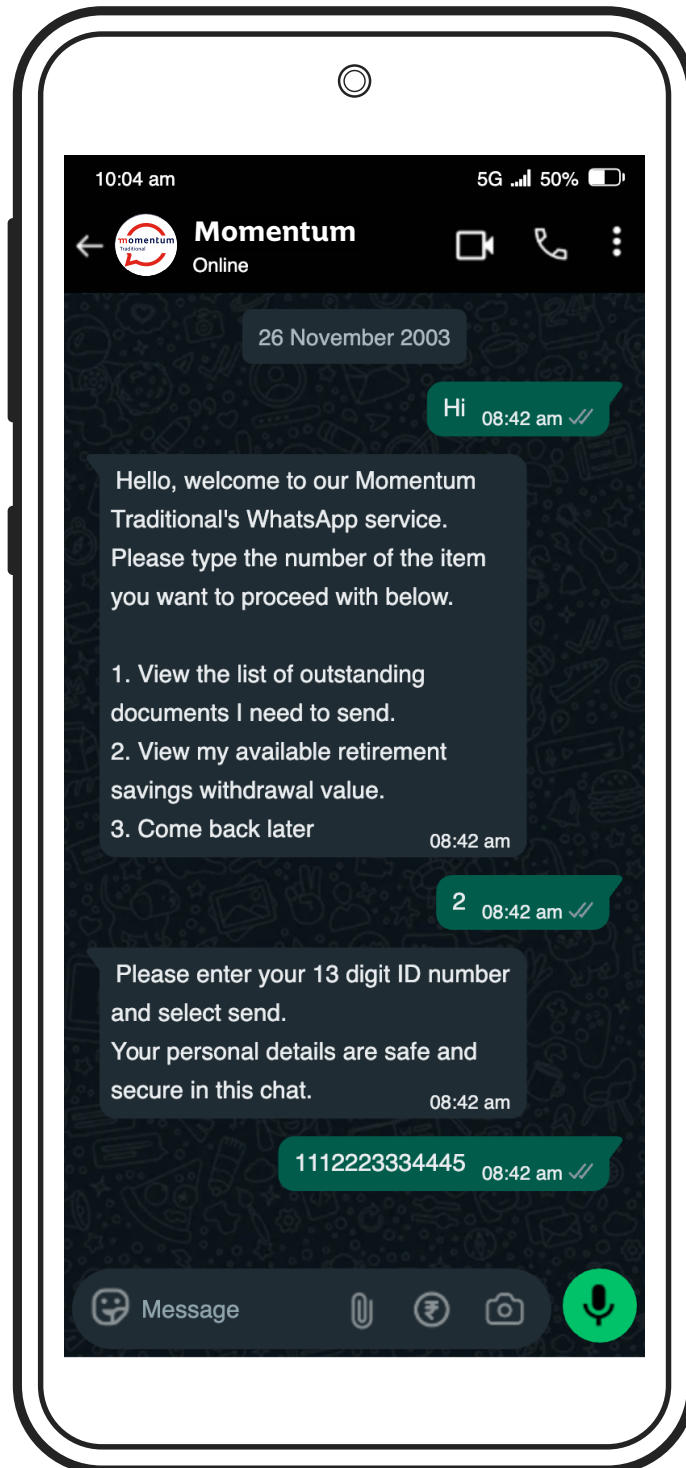 10:04 am 5G 50%
momentum
Traditional
Momentum
Online
26 November 2003
Hi 08:42 am
Hello, welcome to our Momentum
Traditional's WhatsApp service.
Please type the number of the item
you want to proceed with below.
1. View the list of outstanding
documents I need to send.
2. View my available retirement
savings withdrawal value.
3. Come back later 08:42 am
2 08:42 am
Please enter your 13 digit ID number
and select send.
Your personal details are safe and
secure in this chat. 08:42 am
1112223334445 08:42 am
Message ₹